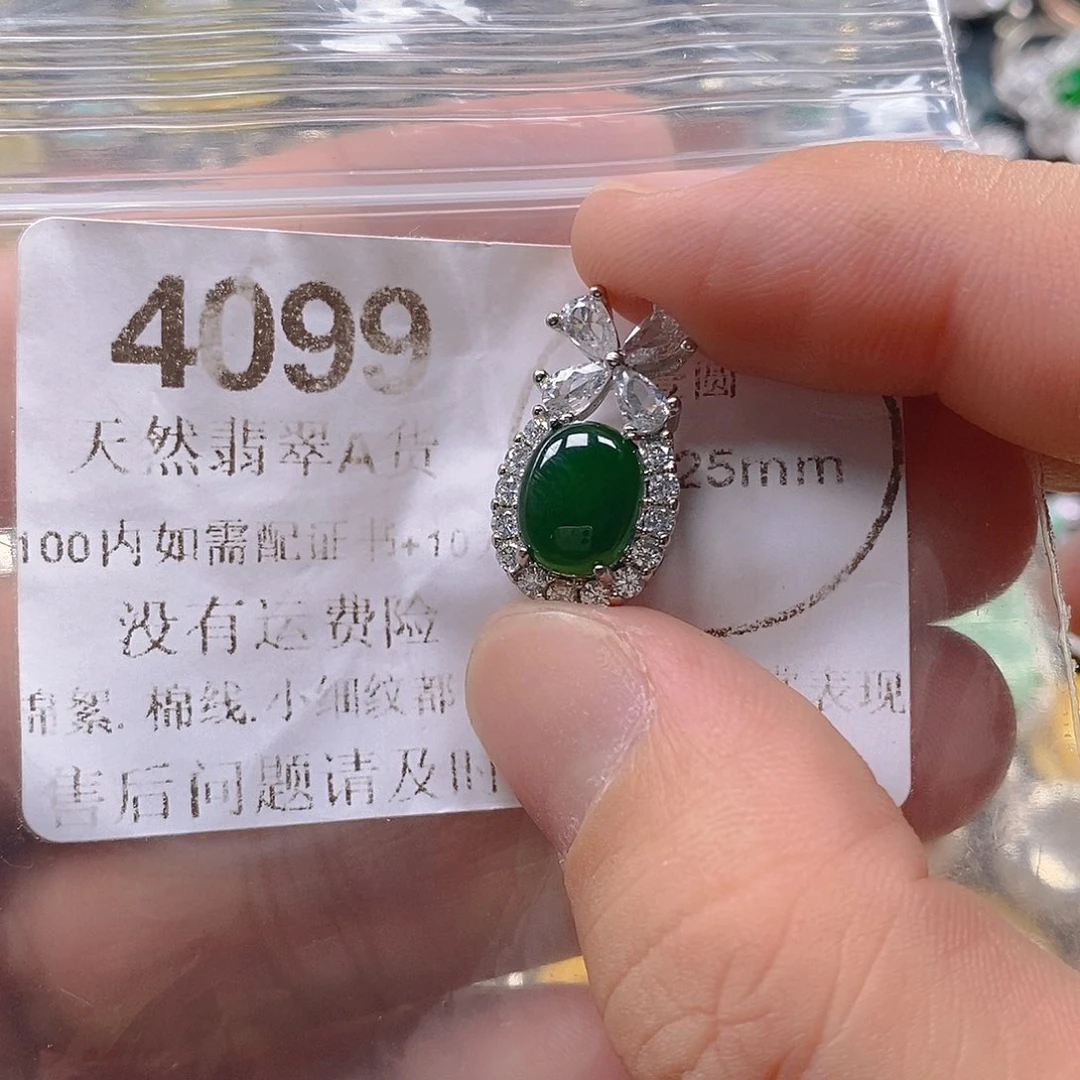 4099
圆
天然翡翠A货
25mm
100内如需配证书+10
没有运费险
棉絮.棉线.小细纹都
表现
售后问题请及时